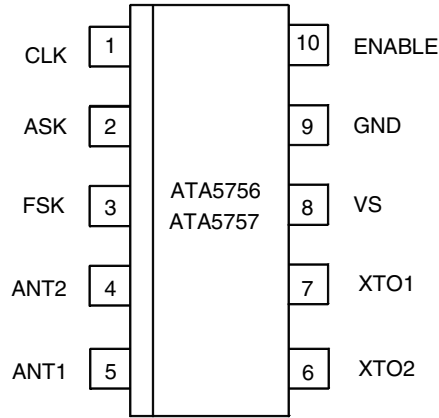 CLK 1 10 ENABLE
ASK 2 9 GND
ATA5756
ATA5757
FSK 3 8 VS
ANT2 4 7 XTO1
ANT1 5 6 XTO2